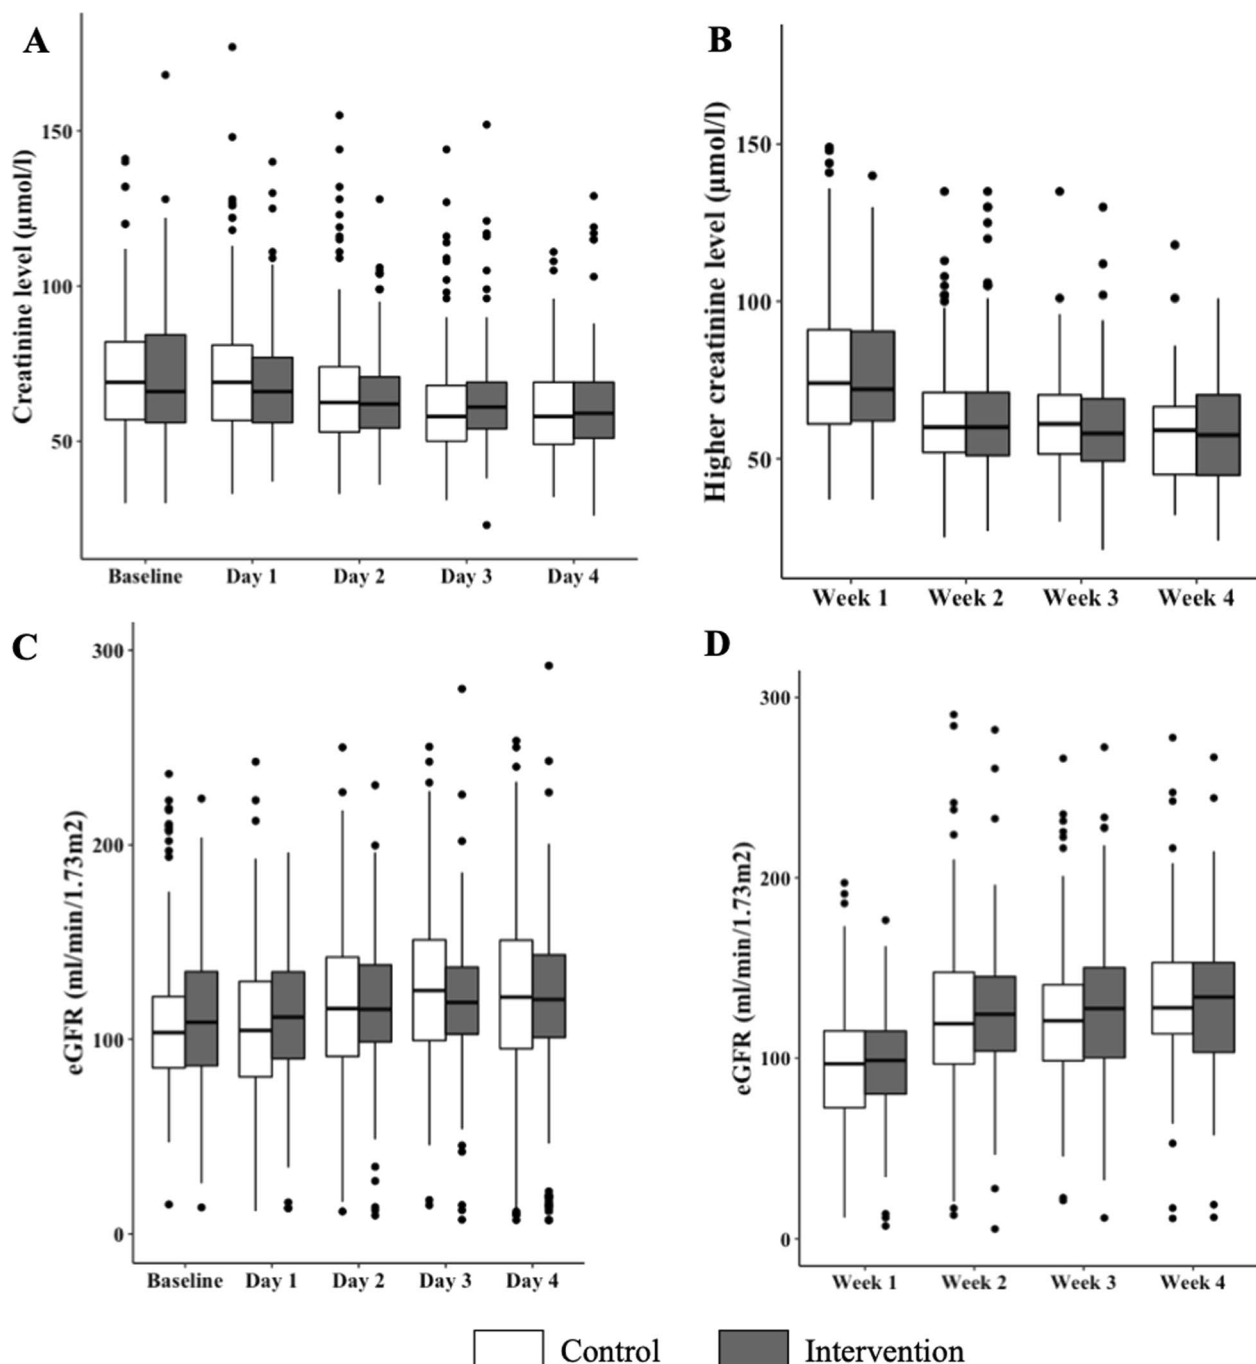 A
Creatinine level (μmol/l)
150
100
50
Baseline Day 1 Day 2 Day 3 Day 4
B
Higher creatinine level (μmol/l)
150
100
50
Week 1 Week 2 Week 3 Week 4
C
eGFR (ml/min/1.73m2)
300
200
100
0
Baseline Day 1 Day 2 Day 3 Day 4
D
eGFR (ml/min/1.73m2)
300
200
100
0
Week 1 Week 2 Week 3 Week 4
Control Intervention